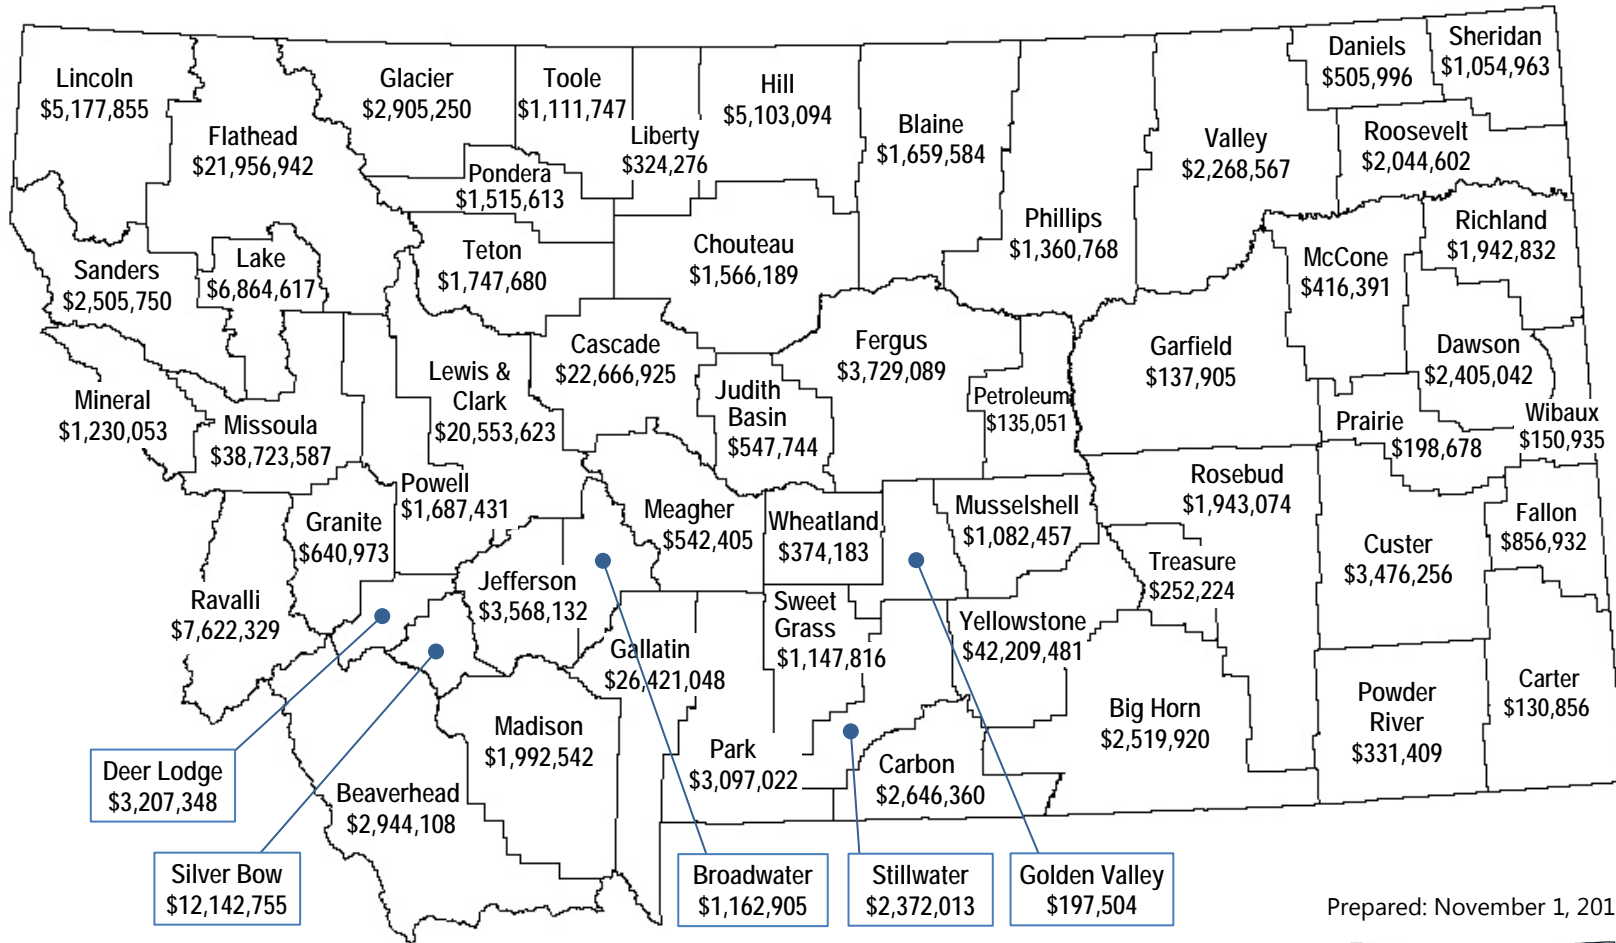 Lincoln
$5,177,855
Flathead
$21,956,942
Glacier
$2,905,250
Toole
$1,111,747
Liberty
$324,276
Hill
$5,103,094
Blaine
$1,659,584
Phillips
$1,360,768
Valley
$2,268,567
Daniels
$505,996
Sheridan
$1,054,963
Roosevelt
$2,044,602
Pondera
$1,515,613
Teton
$1,747,680
Chouteau
$1,566,189
Sanders
$2,505,750
Lake
$6,864,617
McCone
$416,391
Richland
$1,942,832
Mineral
$1,230,053
Missoula
$38,723,587
Lewis &
Clark
$20,553,623
Cascade
$22,666,925
Judith
Basin
$547,744
Fergus
$3,729,089
Petroleum
$135,051
Garfield
$137,905
Dawson
$2,405,042
Prairie
$198,678
Wibaux
$150,935
Powell
$1,687,431
Granite
$640,973
Meagher
$542,405
Wheatland
$374,183
Musselshell
$1,082,457
Rosebud
$1,943,074
Treasure
$252,224
Custer
$3,476,256
Fallon
$856,932
Ravalli
$7,622,329
Jefferson
$3,568,132
Gallatin
$26,421,048
Sweet
Grass
$1,147,816
Yellowstone
$42,209,481
Big Horn
$2,519,920
Powder
River
$331,409
Carter
$130,856
Madison
$1,992,542
Park
$3,097,022
Carbon
$2,646,360
Beaverhead
$2,944,108
Deer Lodge
$3,207,348
Silver Bow
$12,142,755
Broadwater
$1,162,905
Stillwater
$2,372,013
Golden Valley
$197,504
Prepared: November 1, 201